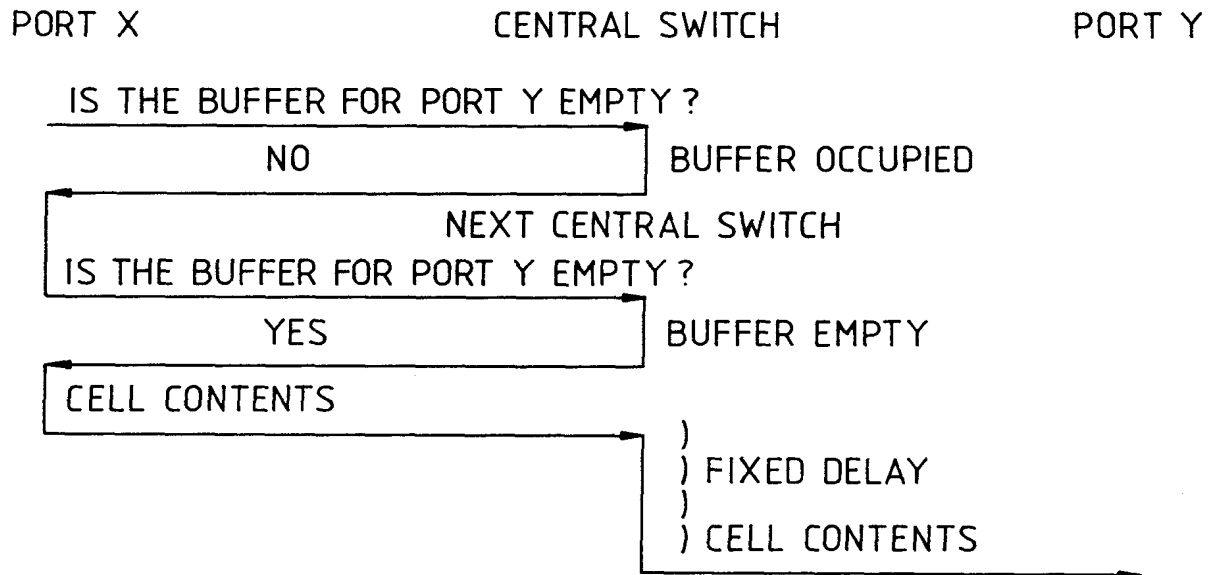 PORT X CENTRAL SWITCH PORT Y
IS THE BUFFER FOR PORT Y EMPTY ?
NO BUFFER OCCUPIED
NEXT CENTRAL SWITCH
IS THE BUFFER FOR PORT Y EMPTY ?
YES BUFFER EMPTY
CELL CONTENTS
)
) FIXED DELAY
)
) CELL CONTENTS